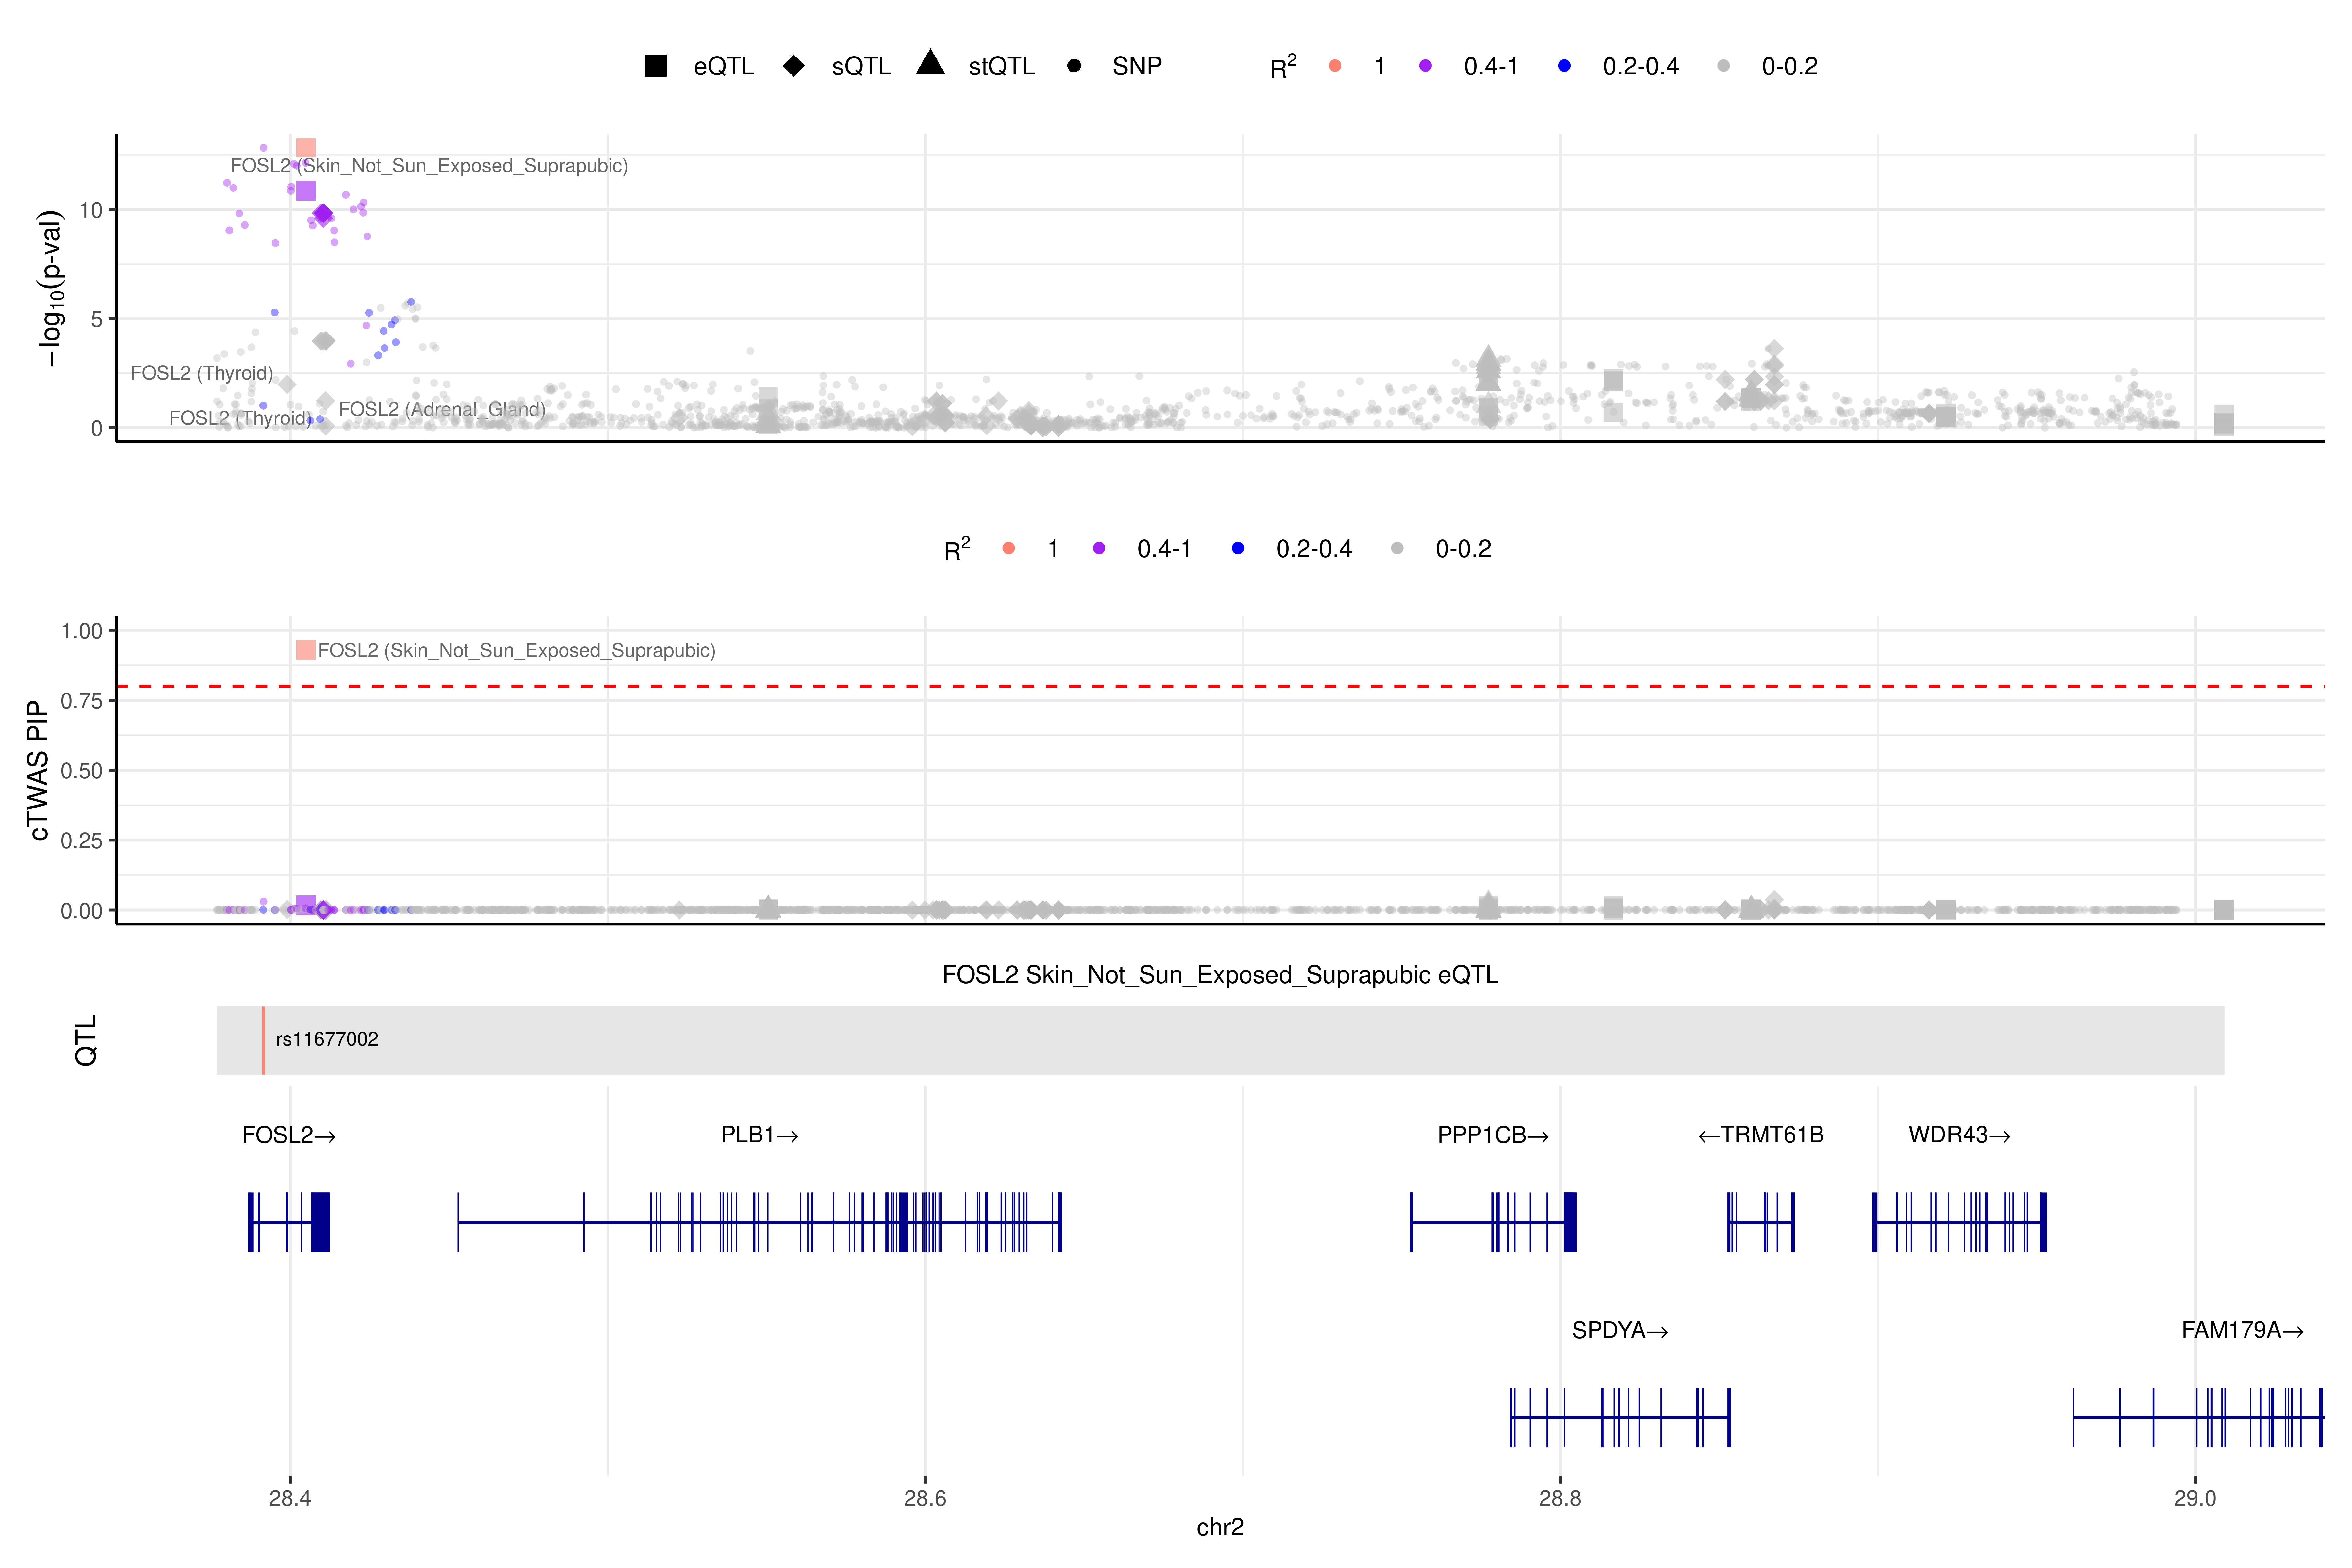 eQTL sQTL stQTL SNP R2 1 0.4-1 0.2-0.4 0-0.2
−log10(p-val)
10
5
0
FOSL2 (Skin_Not_Sun_Exposed_Suprapubic)
FOSL2 (Thyroid)
FOSL2 (Adrenal_Gland)
FOSL2 (Thyroid)
R2 1 0.4-1 0.2-0.4 0-0.2
cTWAS PIP
1.00
0.75
0.50
0.25
0.00
FOSL2 (Skin_Not_Sun_Exposed_Suprapubic)
FOSL2 Skin_Not_Sun_Exposed_Suprapubic eQTL
QTL
rs11677002
FOSL2→ PLB1→ PPP1CB→ ←TRMT61B WDR43→
SPDYA→ FAM179A→
28.4 28.6 28.8 29.0
chr2